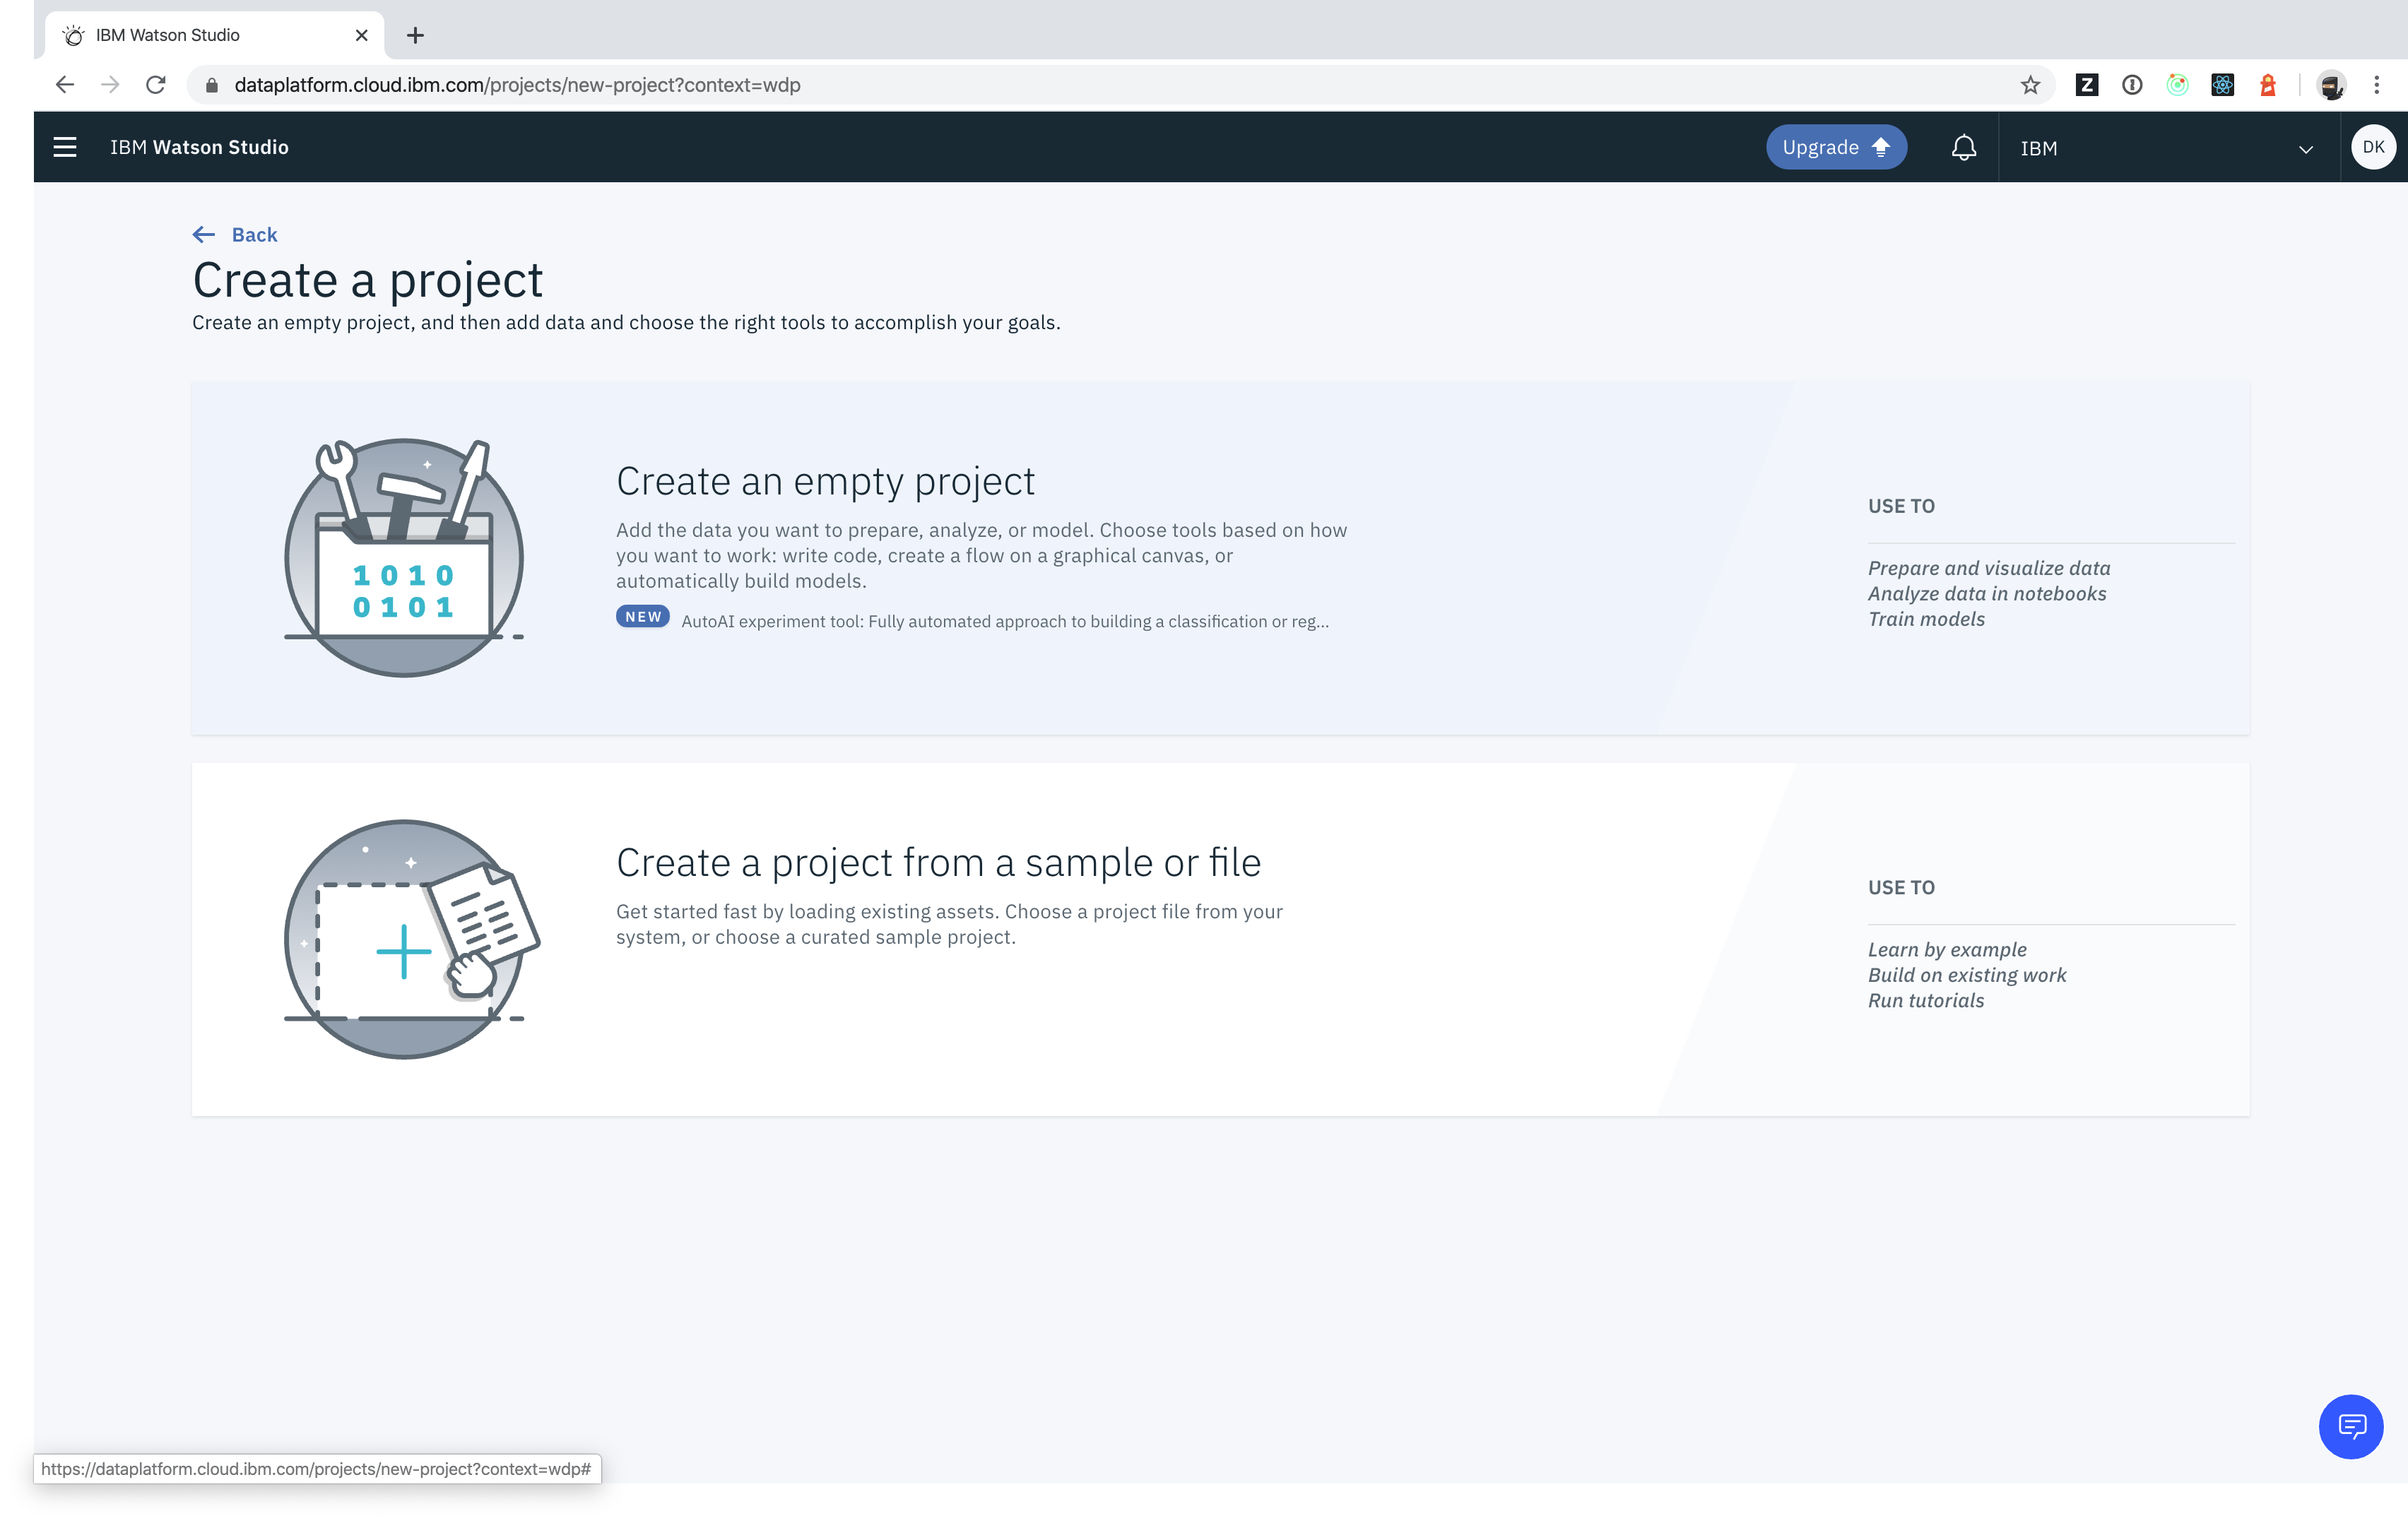 IBM Watson Studio
dataplatform.cloud.ibm.com/projects/new-project?context=wdp
Z
IBM Watson Studio
Upgrade
IBM
DK
Back
Create a project
Create an empty project, and then add data and choose the right tools to accomplish your goals.
1010
0101
Create an empty project
Add the data you want to prepare, analyze, or model. Choose tools based on how
you want to work: write code, create a flow on a graphical canvas, or
automatically build models.
NEW AutoAI experiment tool: Fully automated approach to building a classification or reg...
USE TO
Prepare and visualize data
Analyze data in notebooks
Train models
Create a project from a sample or file
Get started fast by loading existing assets. Choose a project file from your
system, or choose a curated sample project.
USE TO
Learn by example
Build on existing work
Run tutorials
https://dataplatform.cloud.ibm.com/projects/new-project?context=wdp#